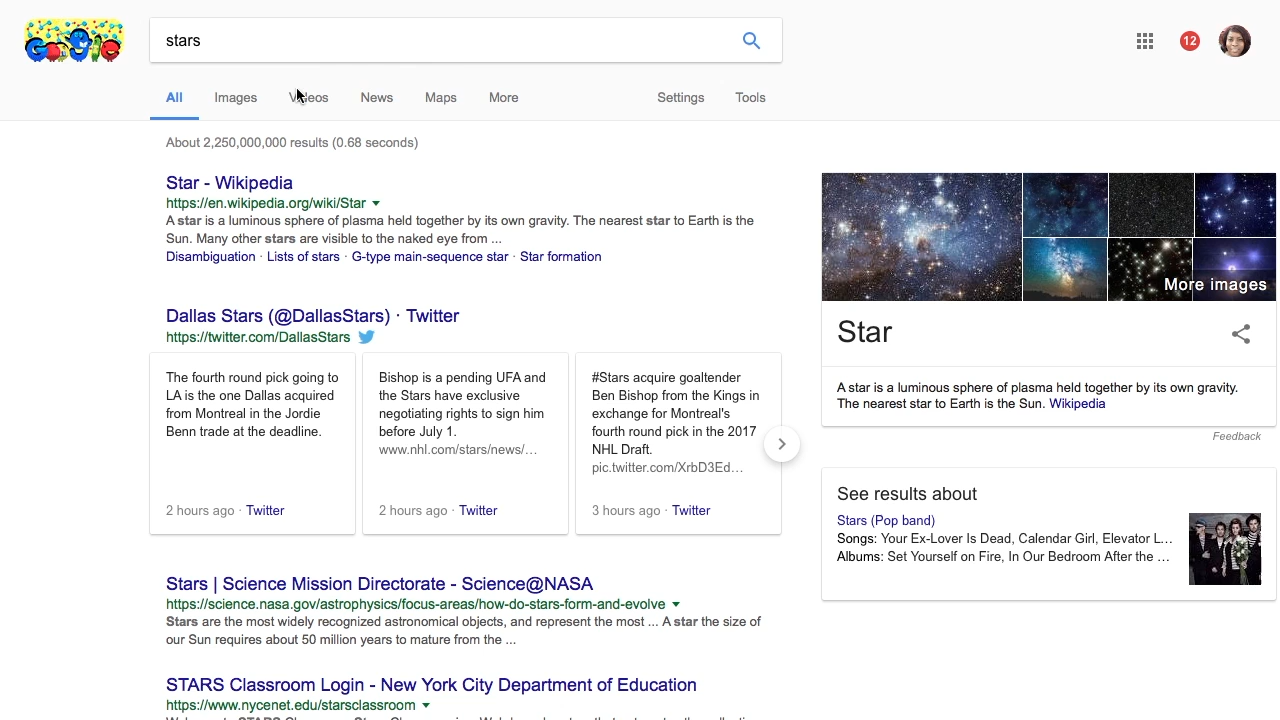 Google
stars
12
All Images Videos News Maps More Settings Tools
About 2,250,000,000 results (0.68 seconds)
Star - Wikipedia
https://en.wikipedia.org/wiki/Star
A star is a luminous sphere of plasma held together by its own gravity. The nearest star to Earth is the
Sun. Many other stars are visible to the naked eye from ...
Disambiguation · Lists of stars · G-type main-sequence star · Star formation
Dallas Stars (@DallasStars) · Twitter
https://twitter.com/DallasStars
The fourth round pick going to
LA is the one Dallas acquired
from Montreal in the Jordie
Benn trade at the deadline.
2 hours ago · Twitter
Bishop is a pending UFA and
the Stars have exclusive
negotiating rights to sign him
before July 1.
www.nhl.com/stars/news/…
2 hours ago · Twitter
#Stars acquire goaltender
Ben Bishop from the Kings in
exchange for Montreal's
fourth round pick in the 2017
NHL Draft.
pic.twitter.com/XrbD3Ed…
3 hours ago · Twitter
Stars | Science Mission Directorate - Science@NASA
https://science.nasa.gov/astrophysics/focus-areas/how-do-stars-form-and-evolve
Stars are the most widely recognized astronomical objects, and represent the most ... A star the size of
our Sun requires about 50 million years to mature from the ...
STARS Classroom Login - New York City Department of Education
https://www.nycenet.edu/starsclassroom
More images
Star
A star is a luminous sphere of plasma held together by its own gravity.
The nearest star to Earth is the Sun. Wikipedia
Feedback
See results about
Stars (Pop band)
Songs: Your Ex-Lover Is Dead, Calendar Girl, Elevator L...
Albums: Set Yourself on Fire, In Our Bedroom After the ...